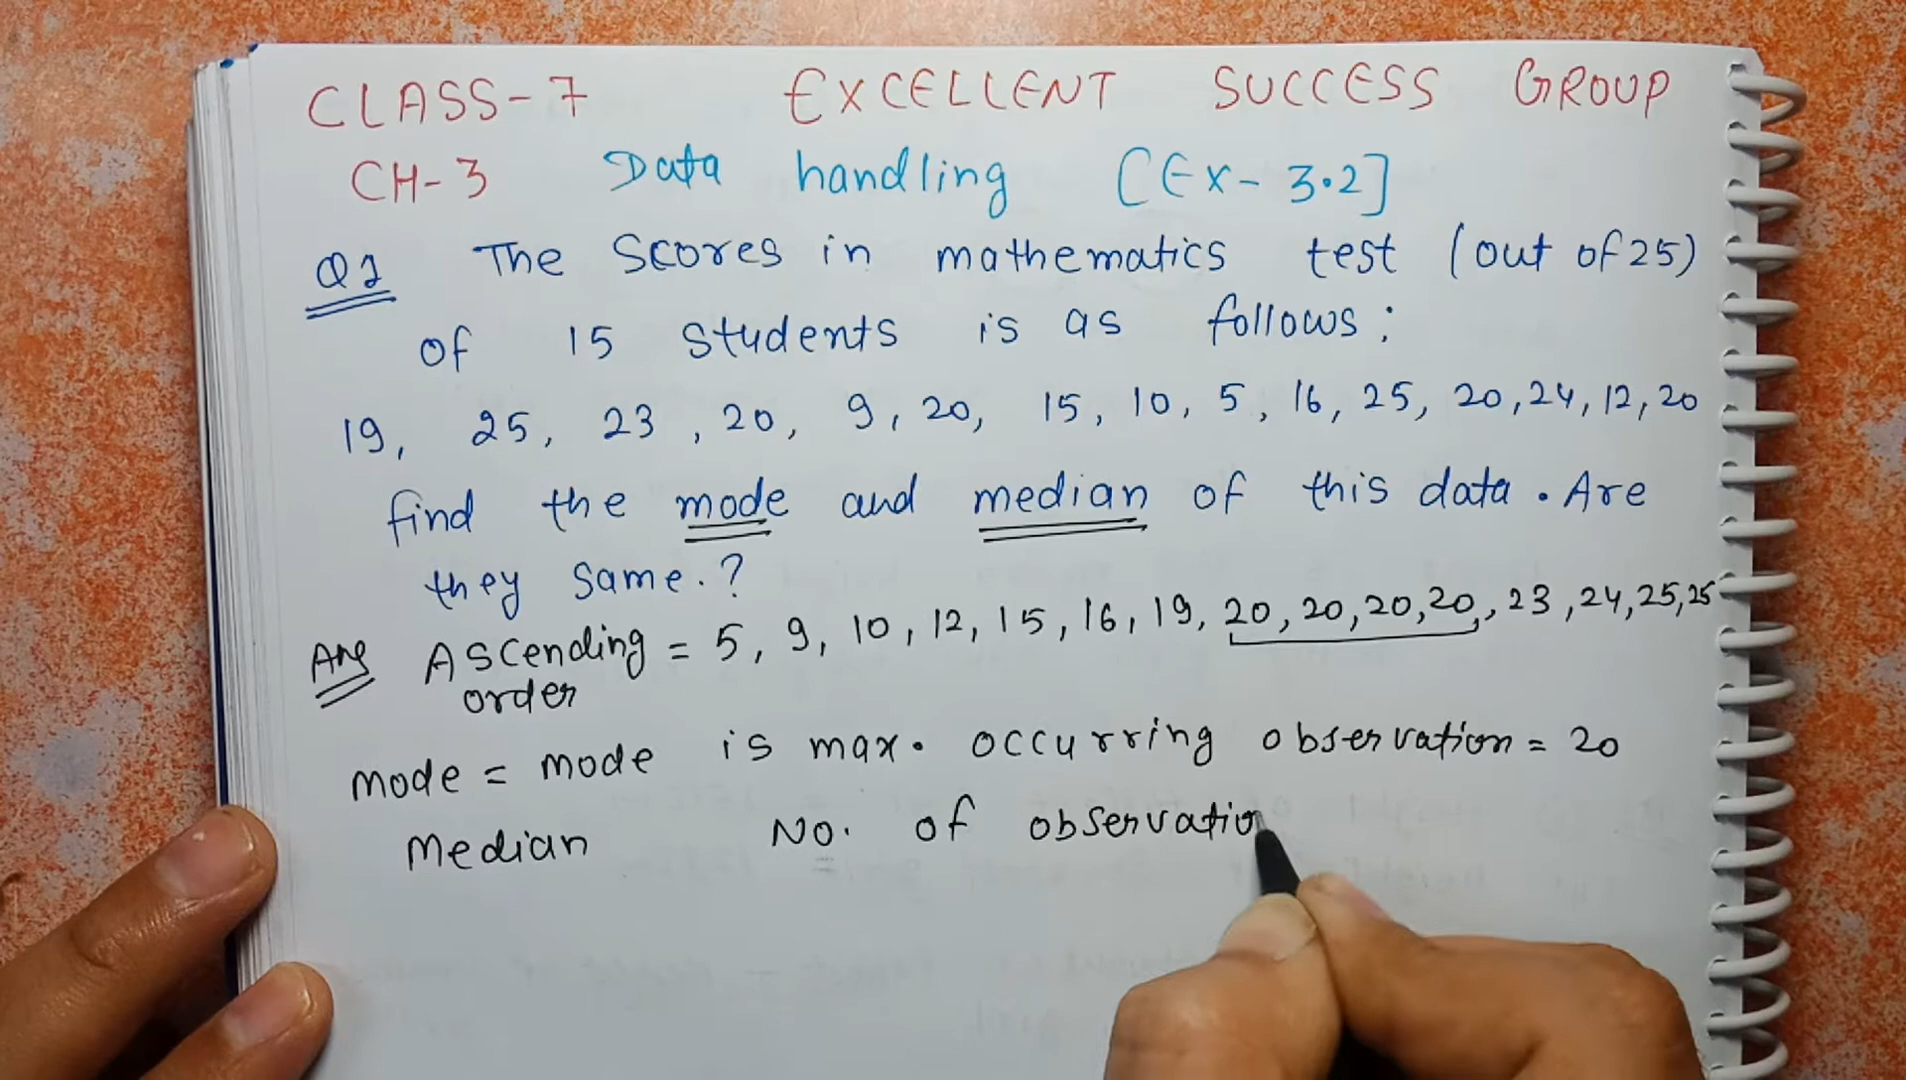 CLASS-7 EXCELLENT SUCCESS GROUP
CH-3 Data handling [Ex-3.2]
Q1 The Scores in mathematics test (out of 25)
of 15 students is as follows:
19, 25, 23, 20, 9, 20, 15, 10, 5, 16, 25, 20, 24, 12, 20
find the mode and median of this data. Are
they same.?
Ans Ascending order = 5, 9, 10, 12, 15, 16, 19, 20, 20, 20, 20, 23, 24, 25, 25
mode = mode is max. occurring observation = 20
Median No. of observatio